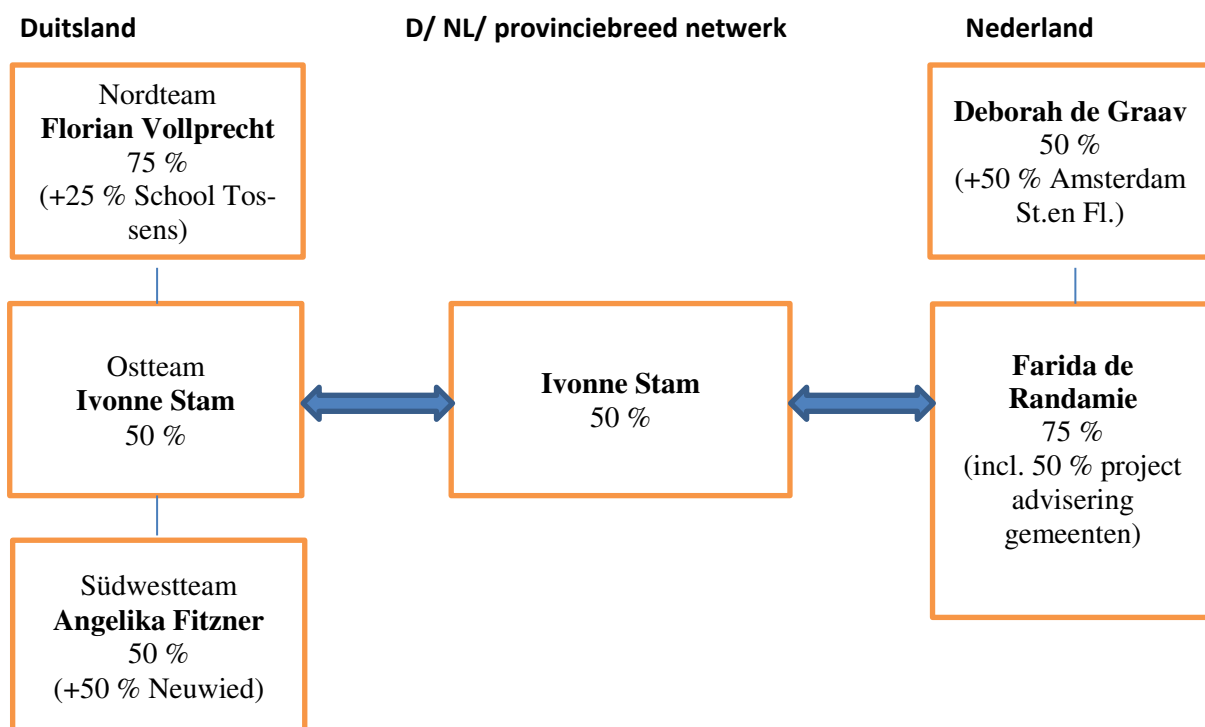 Duitsland
D/ NL/ provinciebreed netwerk
Nederland
Nordteam
Florian Vollprecht
75 %
(+25 % School Tos-
sens)
Ostteam
Ivonne Stam
50 %
Südwestteam
Angelika Fitzner
50 %
(+50 % Neuwied)
Ivonne Stam
50 %
Deborah de Graav
50 %
(+50 % Amsterdam
St.en Fl.)
Farida de
Randamie
75 %
(incl. 50 % project
advisering
gemeenten)